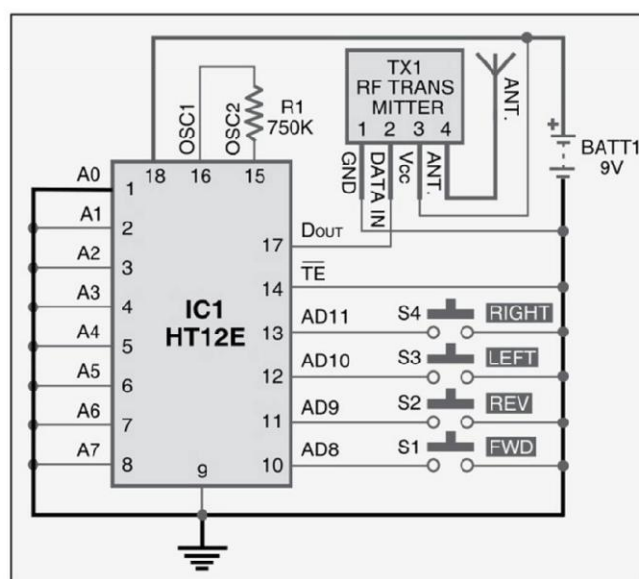 TX1
RF TRANS
MITTER
1 2 3 4
GND
DATA IN
Vcc
ANT.
ANT.
OSC1
OSC2
R1
750K
+
BATT1
9V
18 16 15
A0 1
A1 2
A2 3
A3 4
A4 5
A5 6
A6 7
A7 8
IC1
HT12E
9
17 DOUT
14 TE
13 AD11 S4 RIGHT
12 AD10 S3 LEFT
11 AD9 S2 REV
10 AD8 S1 FWD